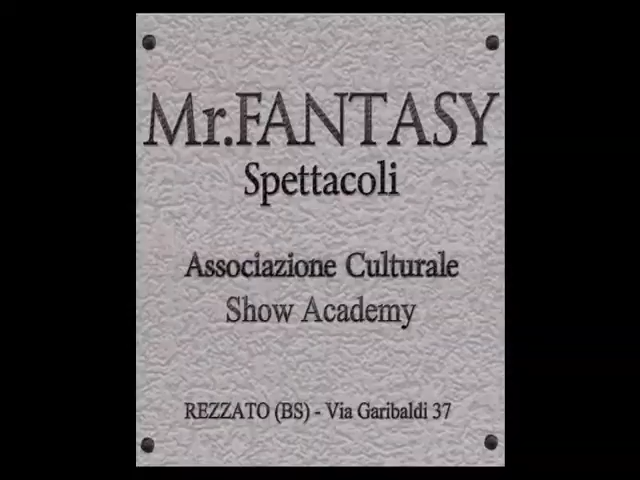 Mr.FANTASY
Spettacoli
Associazione Culturale
Show Academy
REZZATO (BS) - Via Garibaldi 37